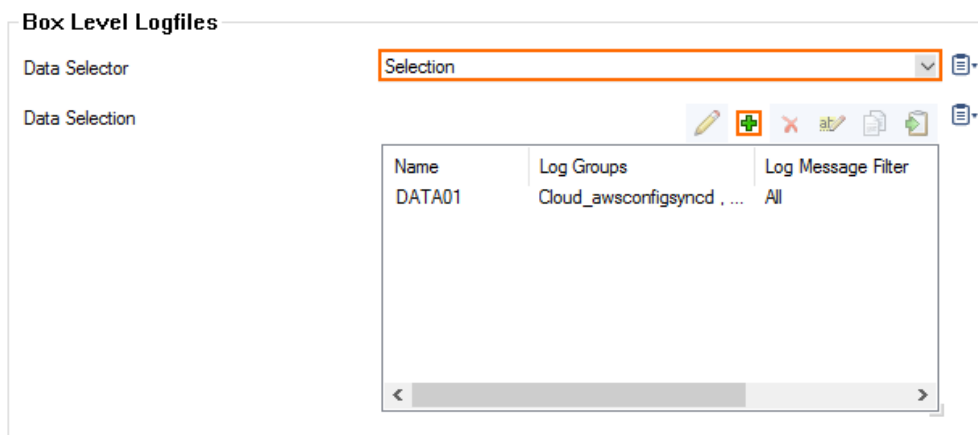 Box Level Logfiles
Data Selector Selection
Data Selection
Name Log Groups Log Message Filter
DATA01 Cloud_awsconfigsyncd , ... All